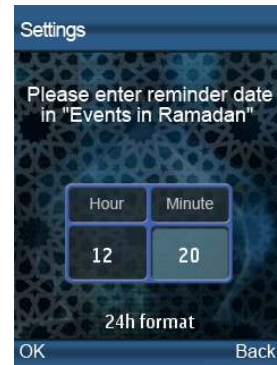 Settings
Please enter reminder date
in "Events in Ramadan"
Hour Minute
12 20
24h format
OK Back